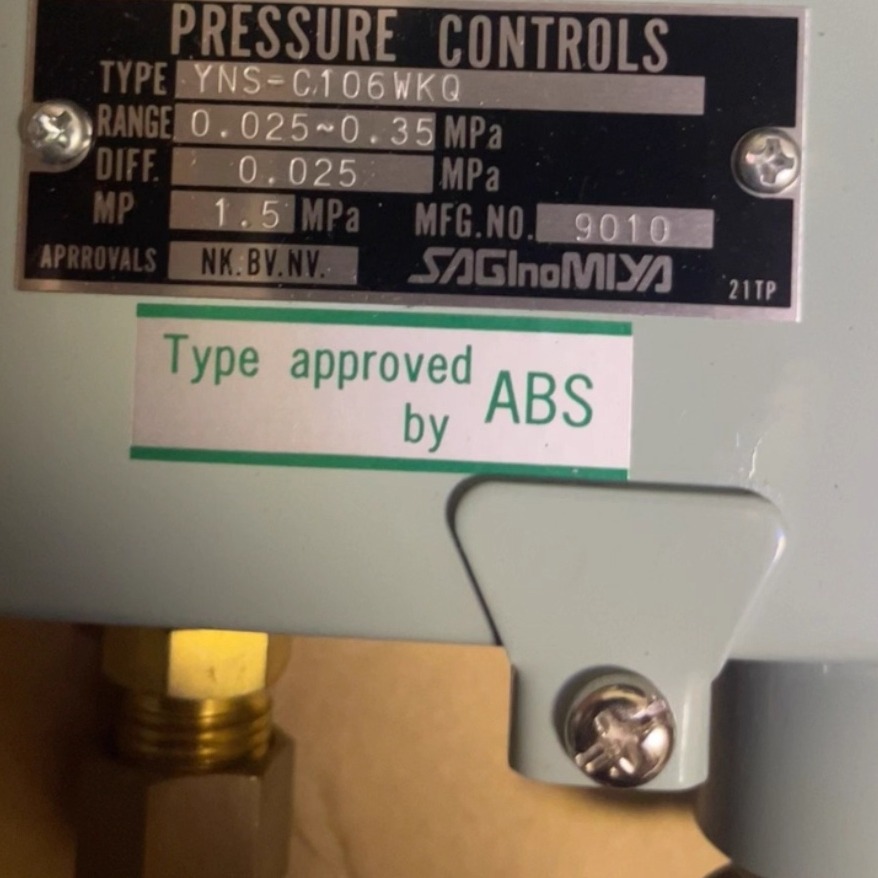 PRESSURE CONTROLS
TYPE YNS-C106WKQ
RANGE 0.025~0.35 MPa
DIFF. 0.025 MPa
MP 1.5 MPa MFG.NO. 9010
APRROVALS NK.BV.NV. SAGInoMIYA 21TP
Type approved
by ABS